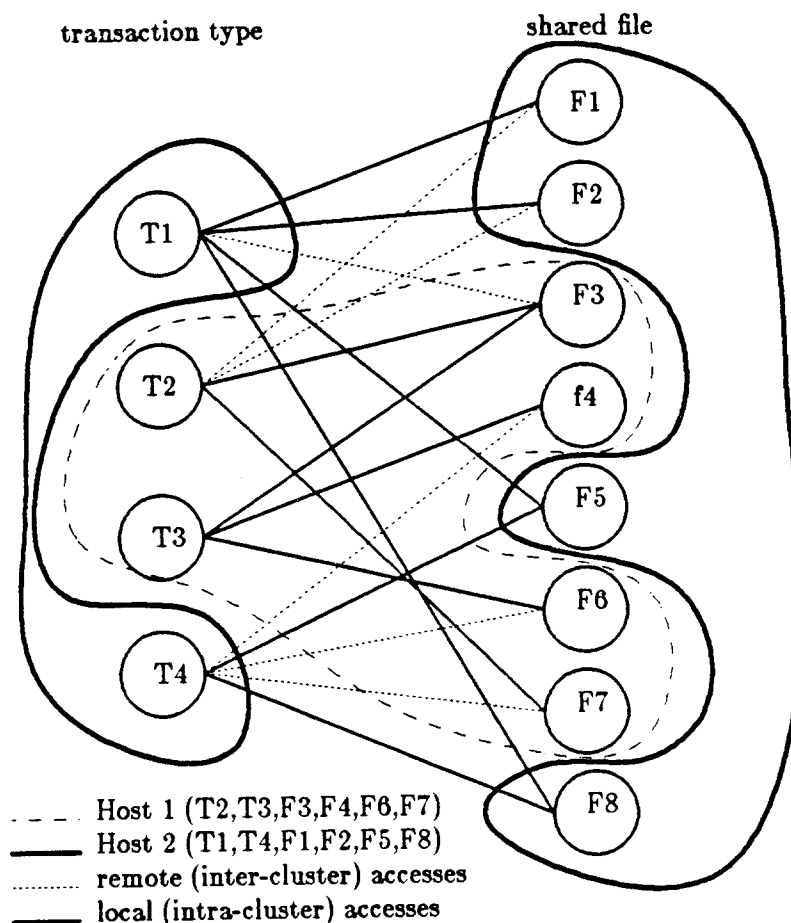 transaction type
shared file
F1
F2
T1
F3
T2
f4
F5
T3
F6
T4
F7
F8
Host 1 (T2,T3,F3,F4,F6,F7)
Host 2 (T1,T4,F1,F2,F5,F8)
remote (inter-cluster) accesses
local (intra-cluster) accesses